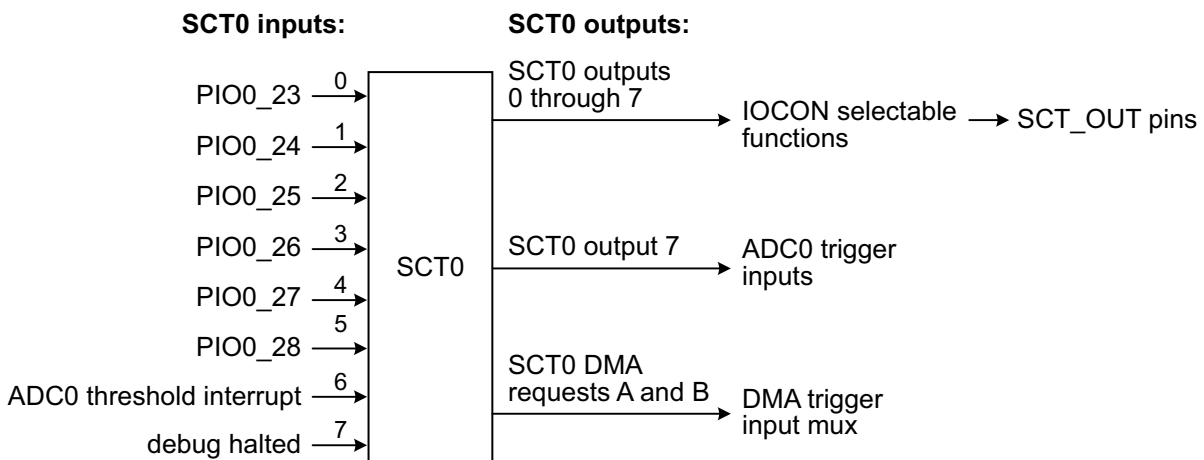 SCT0 inputs:
SCT0 outputs:
PIO0_23
0
PIO0_24
1
PIO0_25
2
PIO0_26
3
PIO0_27
4
PIO0_28
5
ADC0 threshold interrupt
6
debug halted
7
SCT0
SCT0 outputs
0 through 7
IOCON selectable
functions
SCT_OUT pins
SCT0 output 7
ADC0 trigger
inputs
SCT0 DMA
requests A and B
DMA trigger
input mux